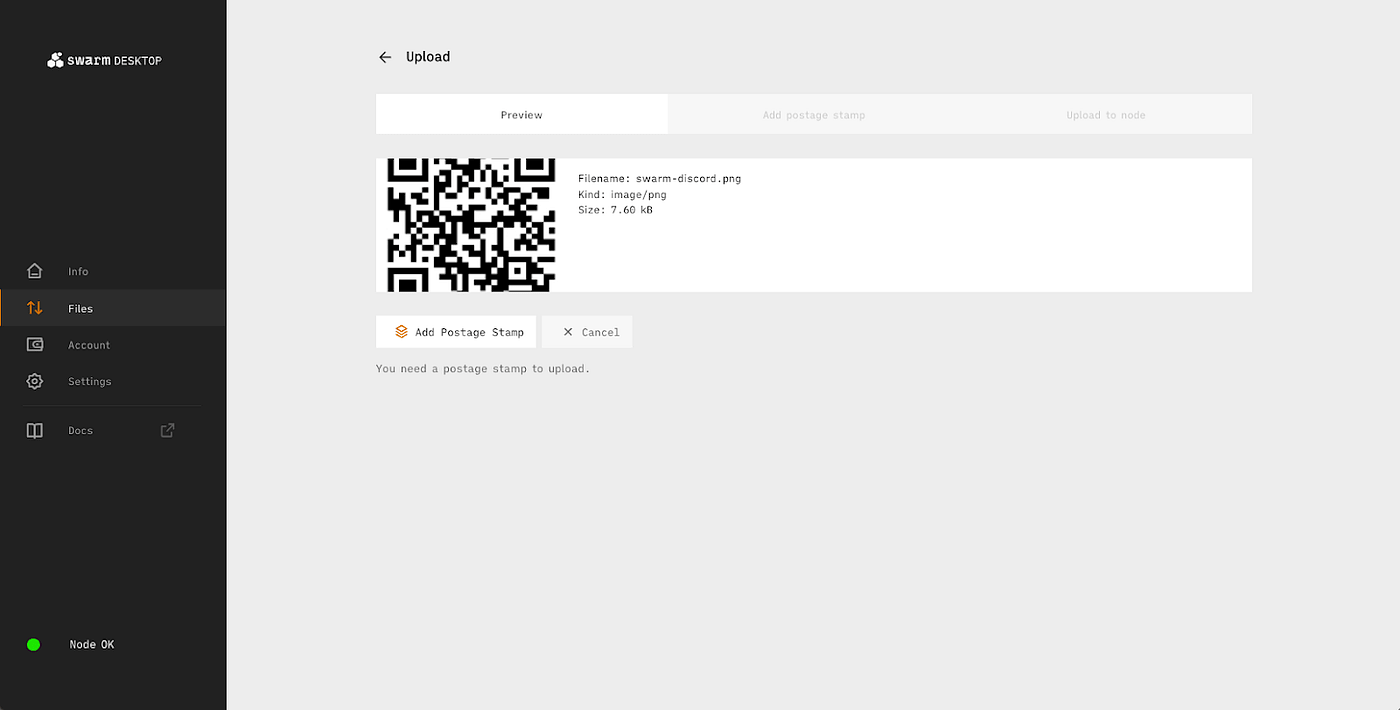 swarm DESKTOP
Info
Files
Account
Settings
Docs
Node OK
Upload
Preview
Add postage stamp
Upload to node
Filename: swarm-discord.png
Kind: image/png
Size: 7.60 kB
Add Postage Stamp
Cancel
You need a postage stamp to upload.